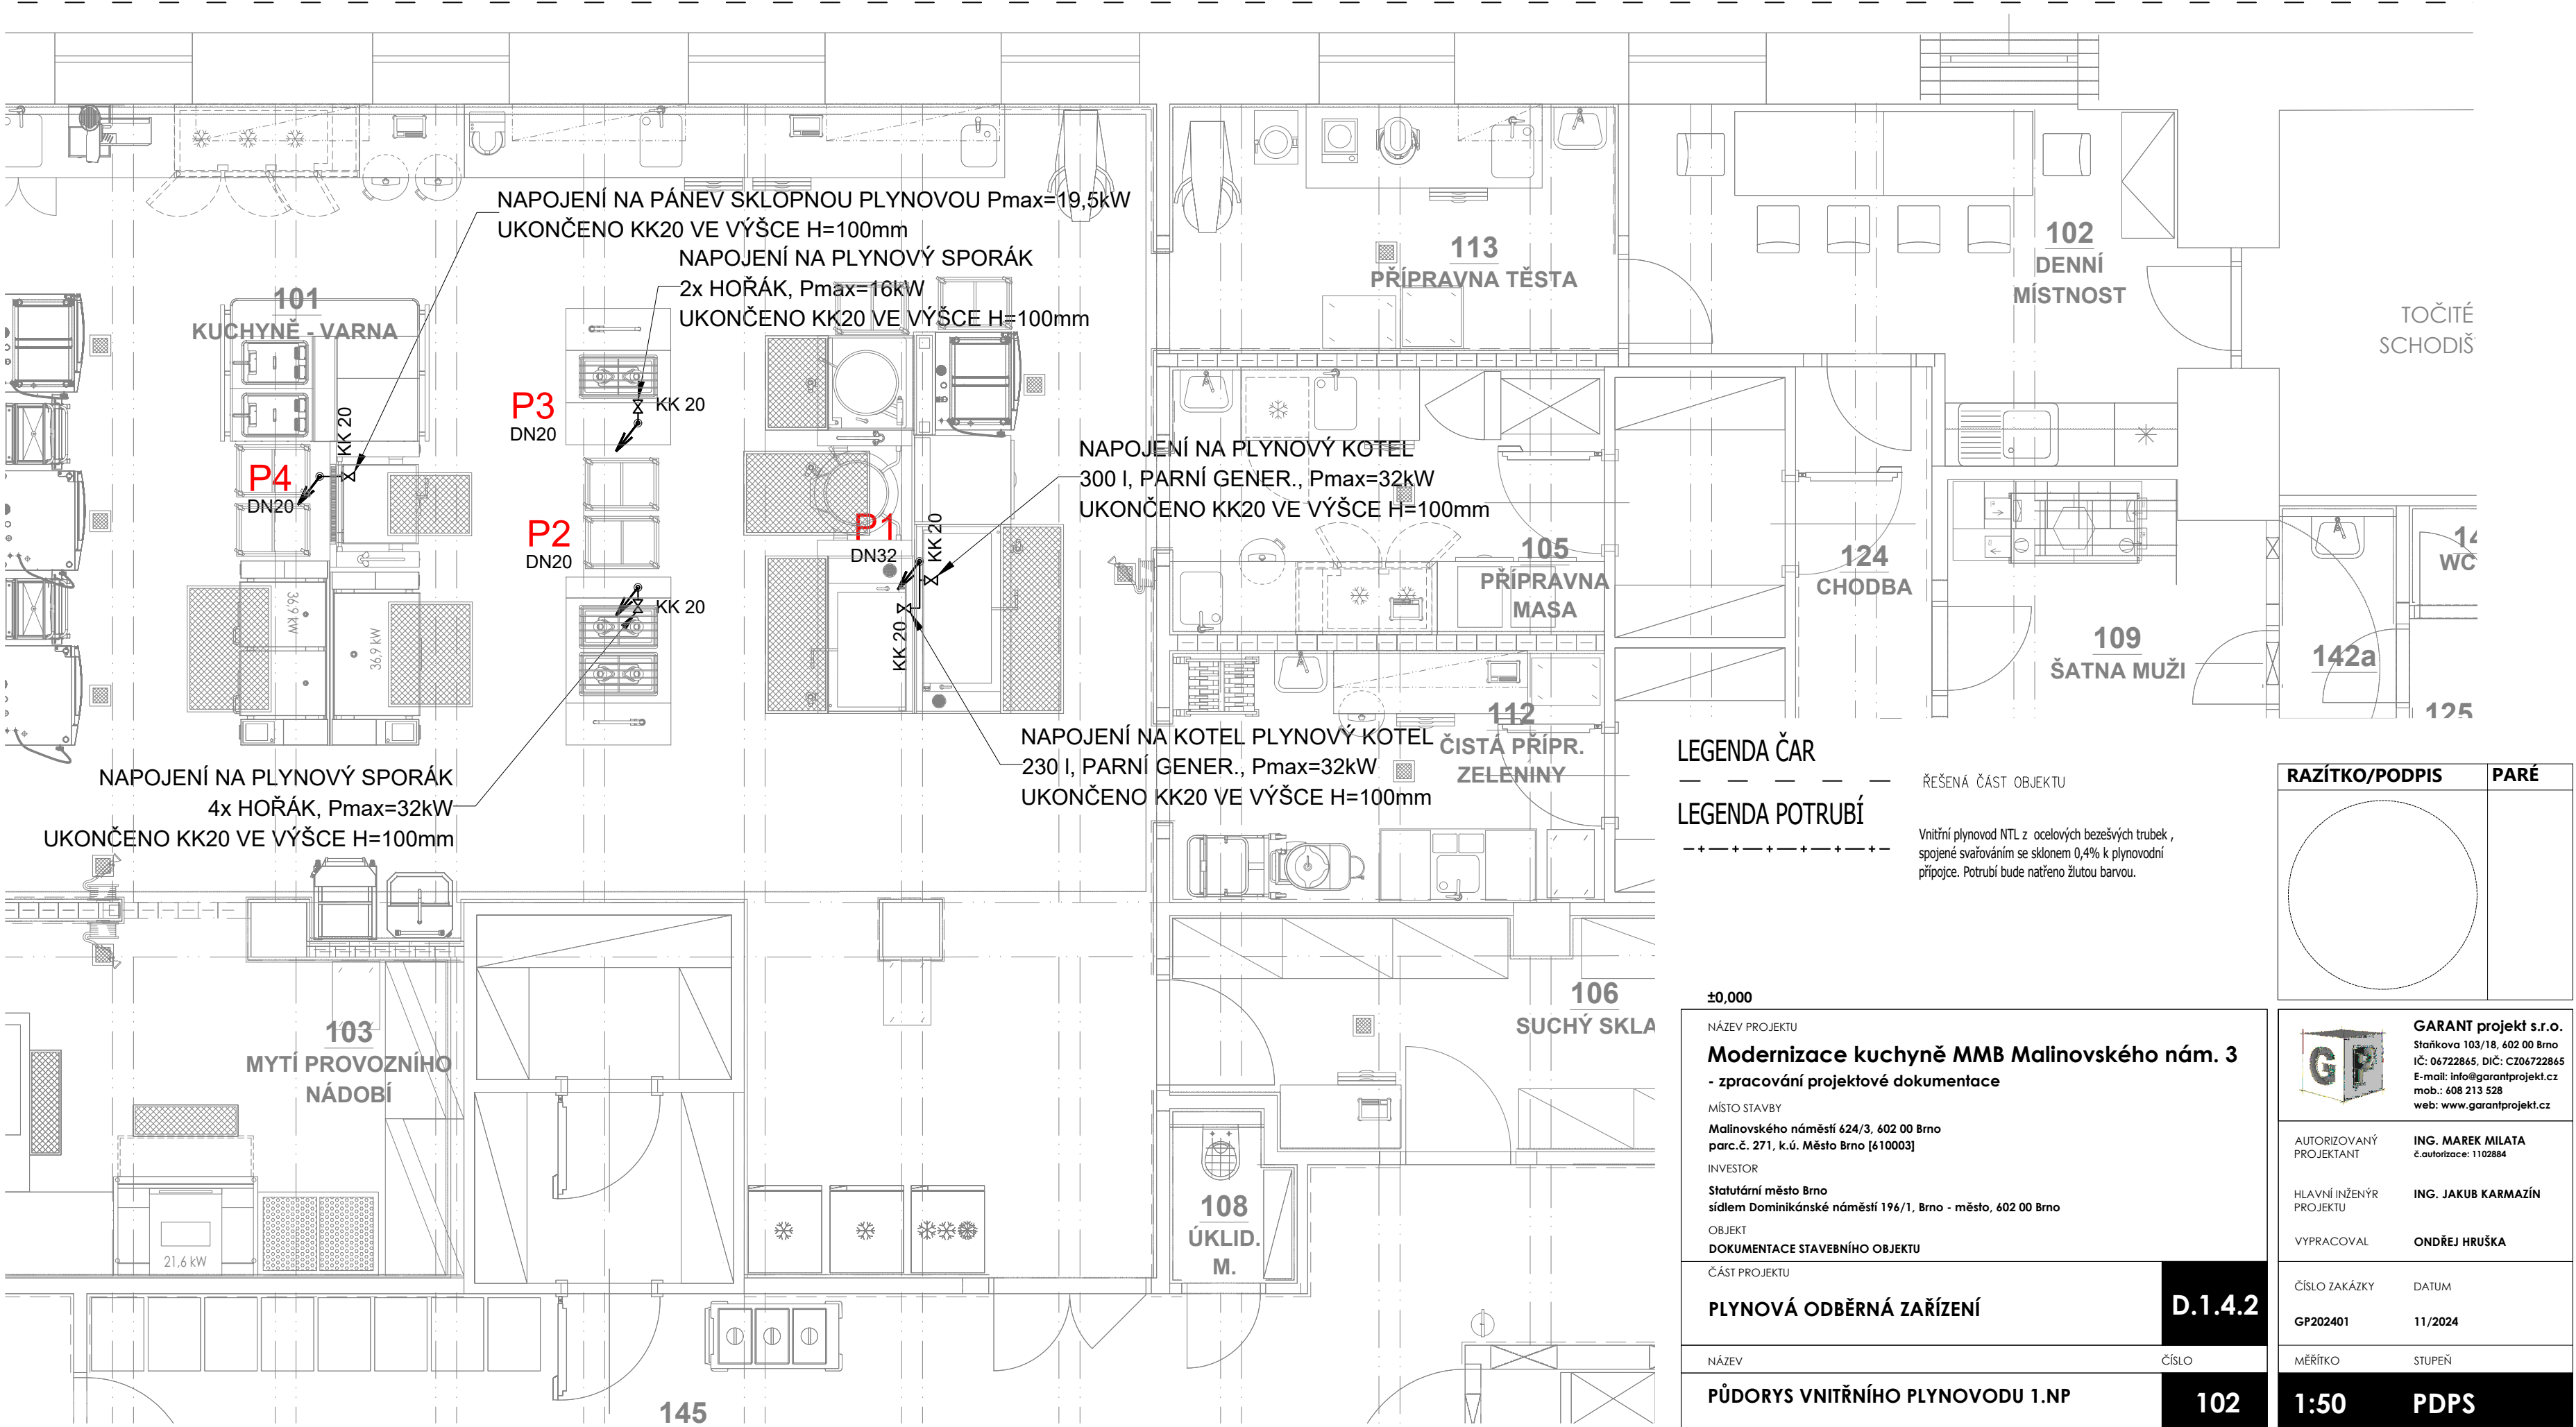 NAPOJENÍ NA PÁNEV SKLOPNOU PLYNOVOU Pmax=19,5kW
UKONČENO KK20 VE VÝŠCE H=100mm
NAPOJENÍ NA PLYNOVÝ SPORÁK
2x HOŘÁK, Pmax=16kW
UKONČENO KK20 VE VÝŠCE H=100mm
101
KUCHYNĚ - VARNA
113
PŘÍPRAVNA TĚSTA
102
DENNÍ
MÍSTNOST
TOČITÉ
SCHODIŠ
P3
DN20
KK 20
KK 20
P4
DN20
P2
DN20
KK 20
P1
DN32
KK 20
KK 20
NAPOJENÍ NA PLYNOVÝ KOTEL
300 l, PARNÍ GENER., Pmax=32kW
UKONČENO KK20 VE VÝŠCE H=100mm
105
PŘÍPRAVNA
MASA
124
CHODBA
14
WC
36,9 kW
36,9 kW
109
ŠATNA MUŽI
142a
125
112
ČISTÁ PŘÍPR.
ZELENINY
NAPOJENÍ NA KOTEL PLYNOVÝ KOTEL
230 l, PARNÍ GENER., Pmax=32kW
UKONČENO KK20 VE VÝŠCE H=100mm
NAPOJENÍ NA PLYNOVÝ SPORÁK
4x HOŘÁK, Pmax=32kW
UKONČENO KK20 VE VÝŠCE H=100mm
103
MYTÍ PROVOZNÍHO
NÁDOBÍ
21,6 kW
106
SUCHÝ SKLA
108
ÚKLID.
M.
145
LEGENDA ČAR
ŘEŠENÁ ČÁST OBJEKTU
LEGENDA POTRUBÍ
Vnitřní plynovod NTL z ocelových bezešvých trubek ,
spojené svařováním se sklonem 0,4% k plynovodní
přípojce. Potrubí bude natřeno žlutou barvou.
RAZÍTKO/PODPIS
PARÉ
±0,000
NÁZEV PROJEKTU
Modernizace kuchyně MMB Malinovského nám. 3
- zpracování projektové dokumentace
MÍSTO STAVBY
Malinovského náměstí 624/3, 602 00 Brno
parc.č. 271, k.ú. Město Brno [610003]
INVESTOR
Statutární město Brno
sídlem Dominikánské náměstí 196/1, Brno - město, 602 00 Brno
OBJEKT
DOKUMENTACE STAVEBNÍHO OBJEKTU
ČÁST PROJEKTU
PLYNOVÁ ODBĚRNÁ ZAŘÍZENÍ
D.1.4.2
NÁZEV
ČÍSLO
PŮDORYS VNITŘNÍHO PLYNOVODU 1.NP
102
GP
GARANT projekt s.r.o.
Staňkova 103/18, 602 00 Brno
IČ: 06722865, DIČ: CZ06722865
E-mail: info@garantprojekt.cz
mob.: 608 213 528
web: www.garantprojekt.cz
AUTORIZOVANÝ
PROJEKTANT
ING. MAREK MILATA
č.autorizace: 1102884
HLAVNÍ INŽENÝR
PROJEKTU
ING. JAKUB KARMAZÍN
VYPRACOVAL
ONDŘEJ HRUŠKA
ČÍSLO ZAKÁZKY
DATUM
GP202401
11/2024
MĚŘÍTKO
STUPEŇ
1:50
PDPS